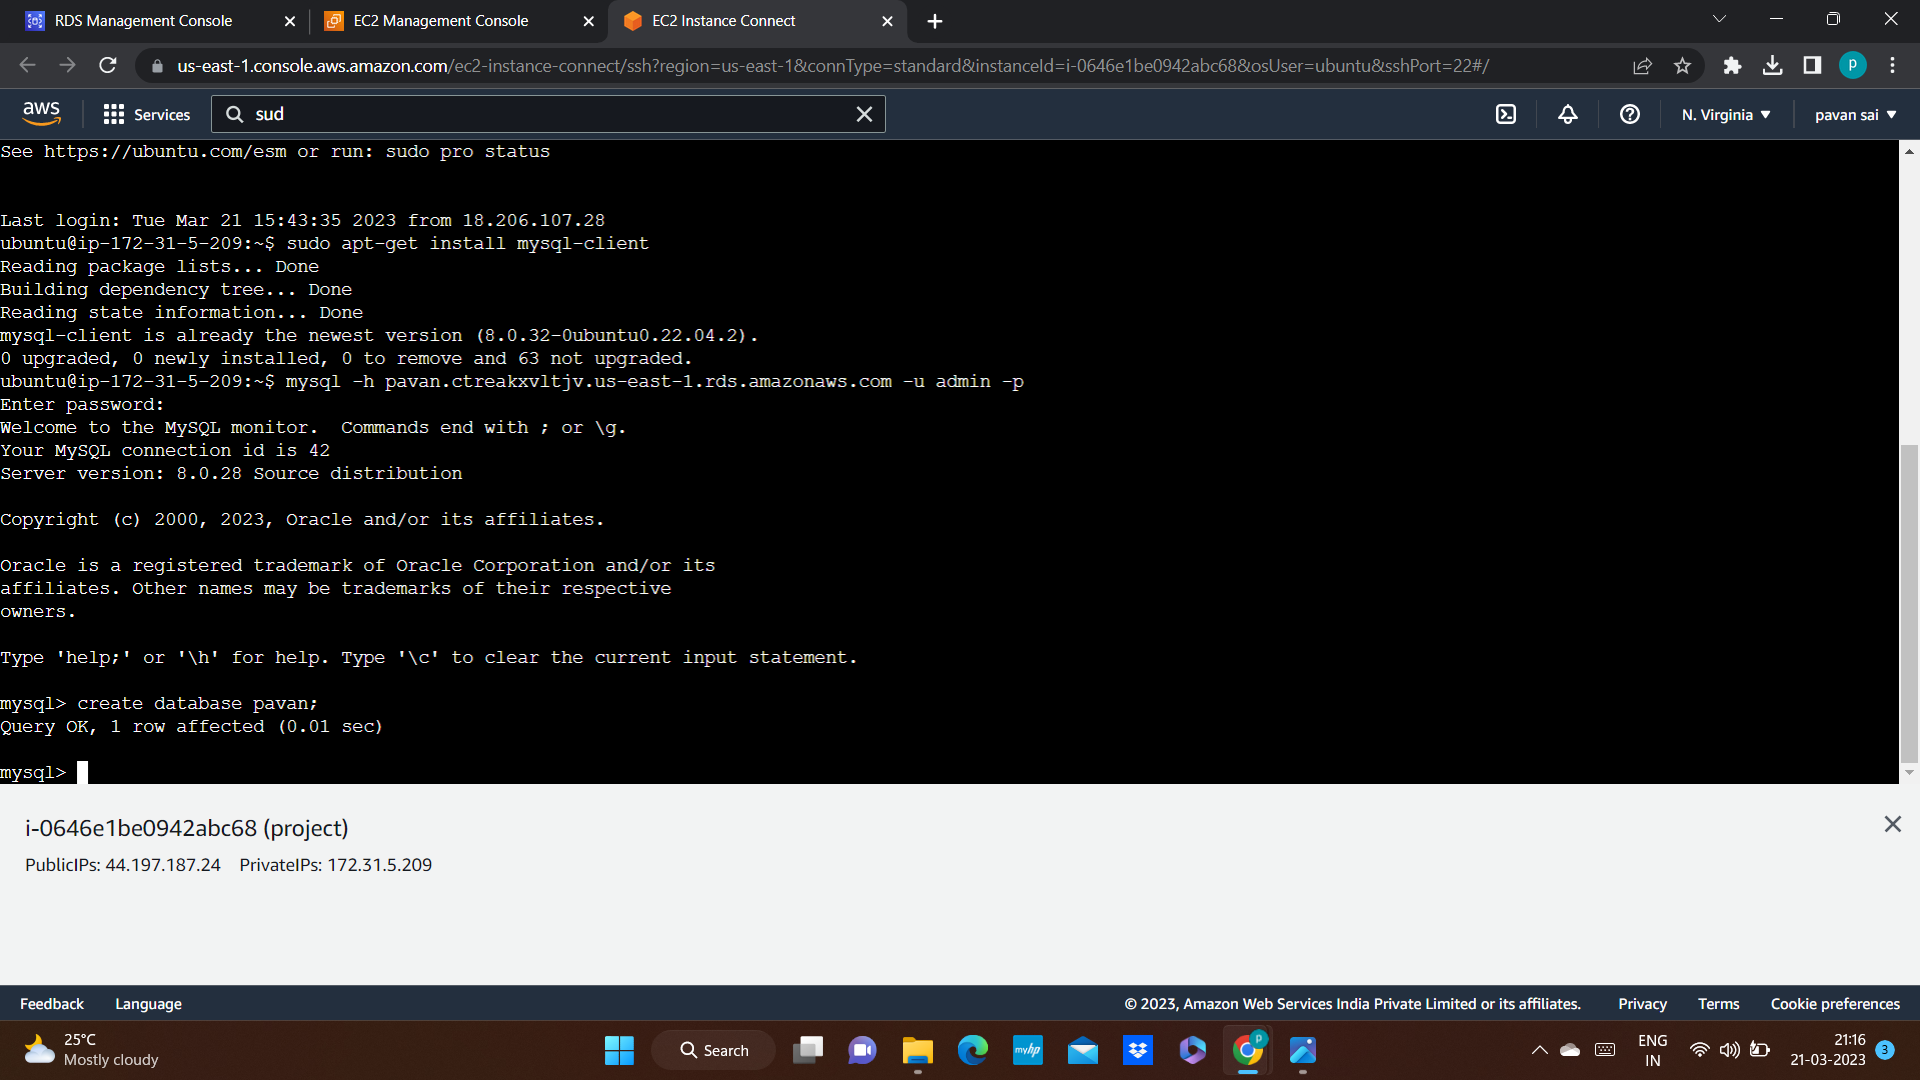 RDS Management Console
EC2 Management Console
EC2 Instance Connect
us-east-1.console.aws.amazon.com/ec2-instance-connect/ssh?region=us-east-1&connType=standard&instanceId=i-0646e1be0942abc68&osUser=ubuntu&sshPort=22#/
P
aws
Services
sud
N. Virginia
pavan sai
See https://ubuntu.com/esm or run: sudo pro status
Last login: Tue Mar 21 15:43:35 2023 from 18.206.107.28
ubuntu@ip-172-31-5-209:~$ sudo apt-get install mysql-client
Reading package lists... Done
Building dependency tree... Done
Reading state information... Done
mysql-client is already the newest version (8.0.32-0ubuntu0.22.04.2).
0 upgraded, 0 newly installed, 0 to remove and 63 not upgraded.
ubuntu@ip-172-31-5-209:~$ mysql -h pavan.ctreakxvltjv.us-east-1.rds.amazonaws.com -u admin -p
Enter password:
Welcome to the MySQL monitor.  Commands end with ; or \g.
Your MySQL connection id is 42
Server version: 8.0.28 Source distribution
Copyright (c) 2000, 2023, Oracle and/or its affiliates.
Oracle is a registered trademark of Oracle Corporation and/or its
affiliates. Other names may be trademarks of their respective
owners.
Type 'help;' or '\h' for help. Type '\c' to clear the current input statement.
mysql> create database pavan;
Query OK, 1 row affected (0.01 sec)
mysql>
i-0646e1be0942abc68 (project)
PublicIPs: 44.197.187.24 PrivateIPs: 172.31.5.209
Feedback
Language
© 2023, Amazon Web Services India Private Limited or its affiliates.
Privacy
Terms
Cookie preferences
25°C
Mostly cloudy
Search
myhp
P
ENG
IN
21:16
21-03-2023
3